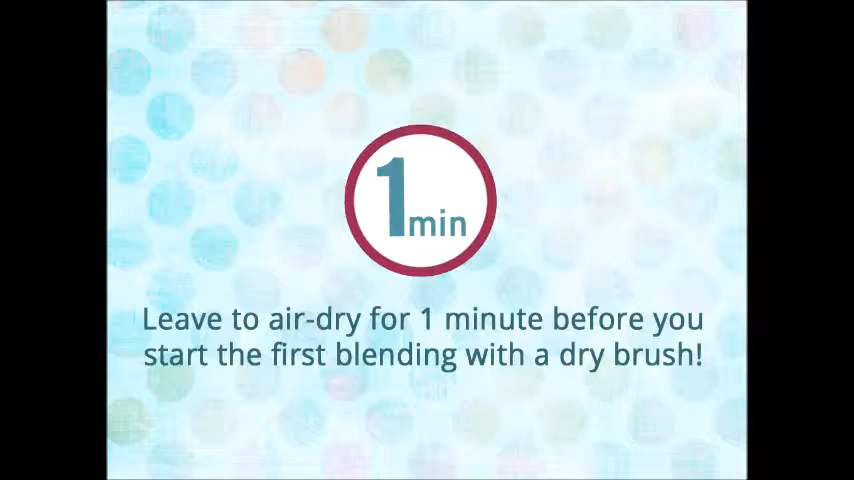 1min
Leave to air-dry for 1 minute before you
start the first blending with a dry brush!